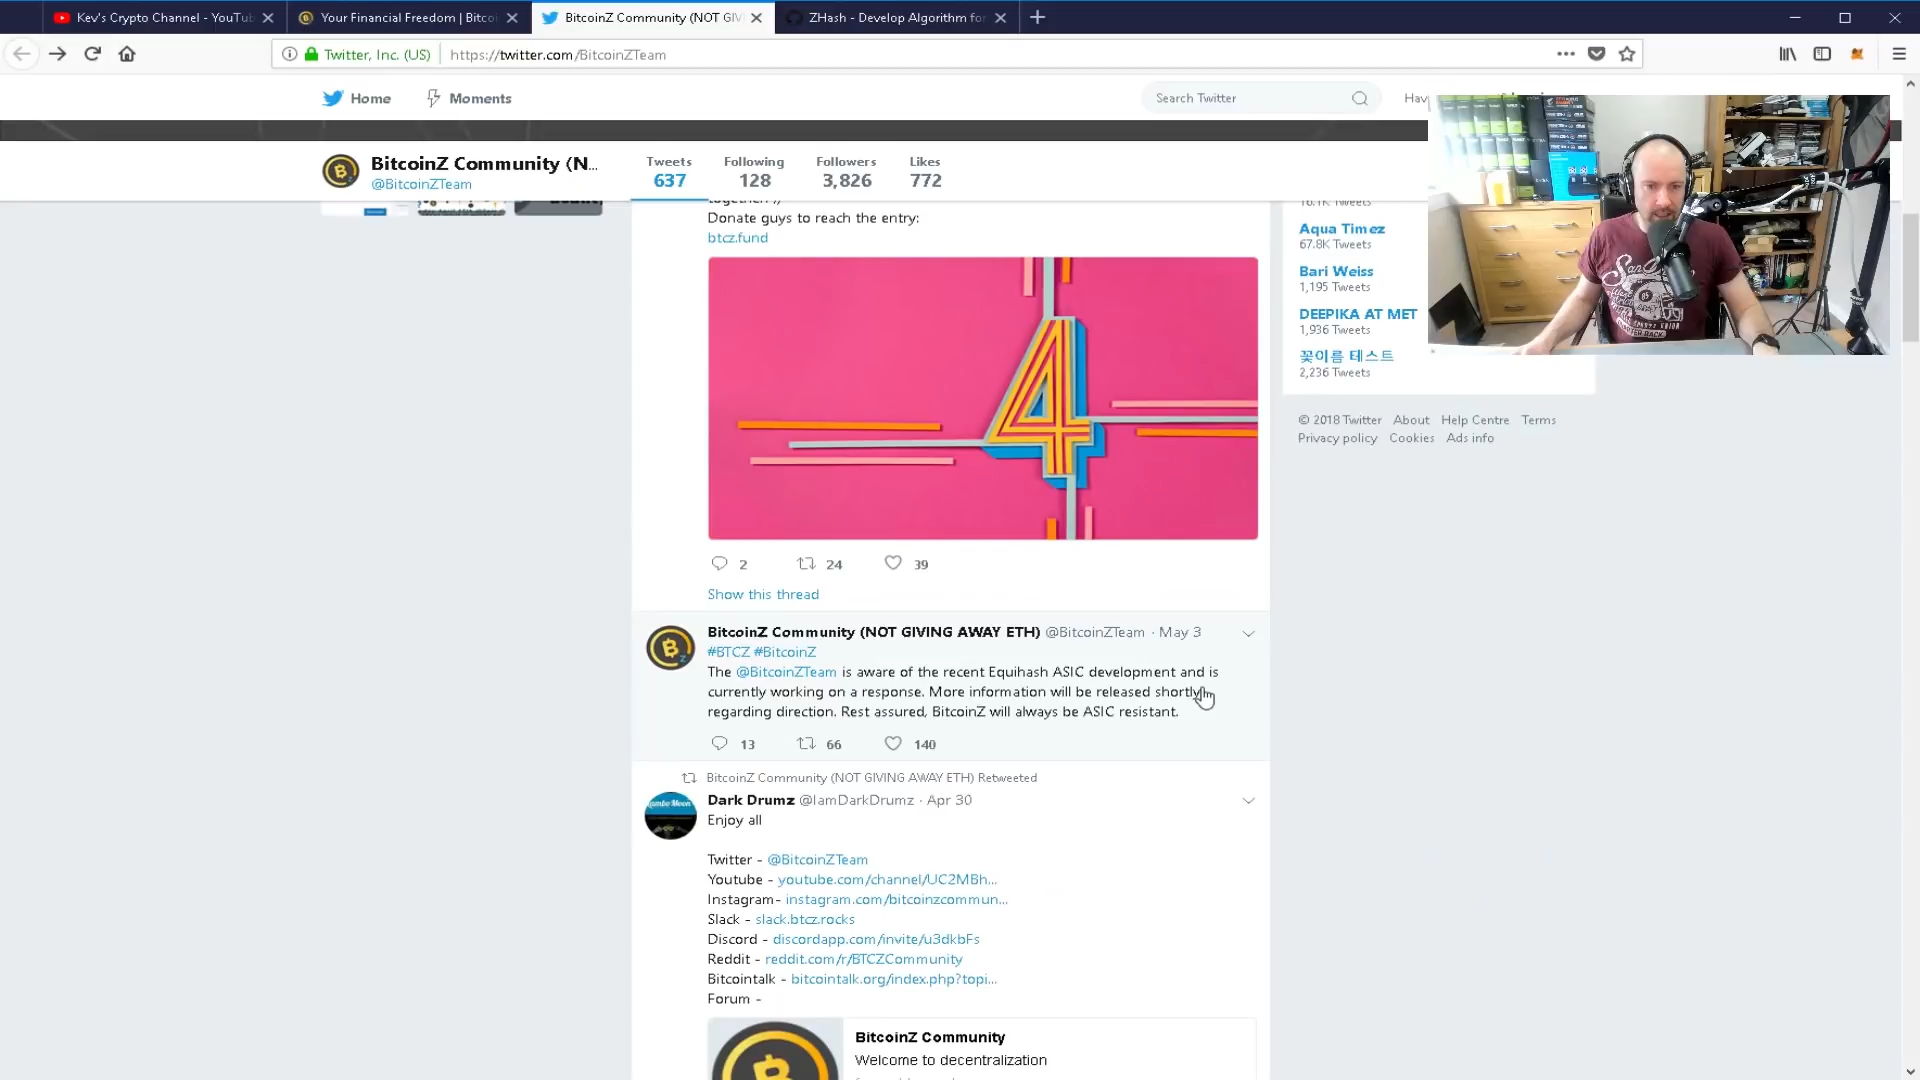 Kev's Crypto Channel - YouTu
Your Financial Freedom | Bitco
BitcoinZ Community (NOT GIV
ZHash - Develop Algorithm for
Twitter, Inc. (US)
https://twitter.com/BitcoinZTeam
Home
Moments
Search Twitter
Hav
BitcoinZ Community (N...
@BitcoinZTeam
Tweets
637
Following
128
Followers
3,826
Likes
772
Donate guys to reach the entry:
btcz.fund
4
2
24
39
Show this thread
BitcoinZ Community (NOT GIVING AWAY ETH) @BitcoinZTeam · May 3
#BTCZ #BitcoinZ
The @BitcoinZTeam is aware of the recent Equihash ASIC development and is
currently working on a response. More information will be released shortly
regarding direction. Rest assured, BitcoinZ will always be ASIC resistant.
13
66
140
BitcoinZ Community (NOT GIVING AWAY ETH) Retweeted
Dark Drumz @IamDarkDrumz · Apr 30
Enjoy all
Twitter - @BitcoinZTeam
Youtube - youtube.com/channel/UC2MBh...
Instagram- instagram.com/bitcoinzcommun...
Slack - slack.btcz.rocks
Discord - discordapp.com/invite/u3dkbFs
Reddit - reddit.com/r/BTCZCommunity
Bitcointalk - bitcointalk.org/index.php?topi...
Forum -
BitcoinZ Community
Welcome to decentralization
Aqua Timez
67.8K Tweets
Bari Weiss
1,195 Tweets
DEEPIKA AT MET
1,936 Tweets
꽃이름 테스트
2,236 Tweets
© 2018 Twitter About Help Centre Terms
Privacy policy Cookies Ads info